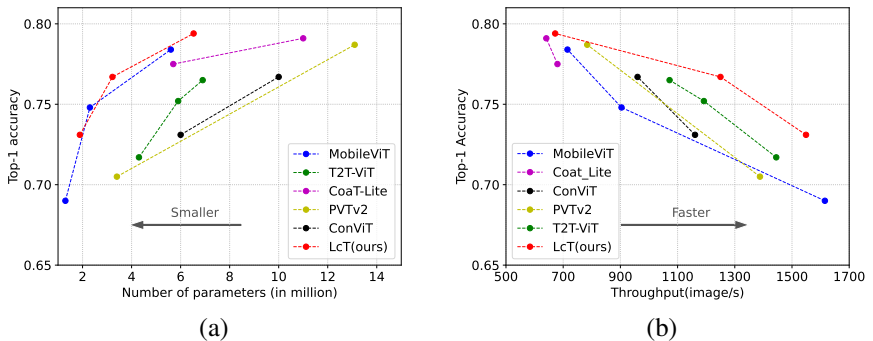 0.80
0.75
0.70
0.65
Top-1 accuracy
MobileViT
T2T-ViT
CoaT-Lite
PVTv2
ConViT
LcT(ours)
Smaller
2 4 6 8 10 12 14
Number of parameters (in million)
(a)
0.80
0.75
0.70
0.65
Top-1 Accuracy
MobileViT
Coat_Lite
ConViT
PVTv2
T2T-ViT
LcT(ours)
Faster
500 700 900 1100 1300 1500 1700
Throughput(image/s)
(b)